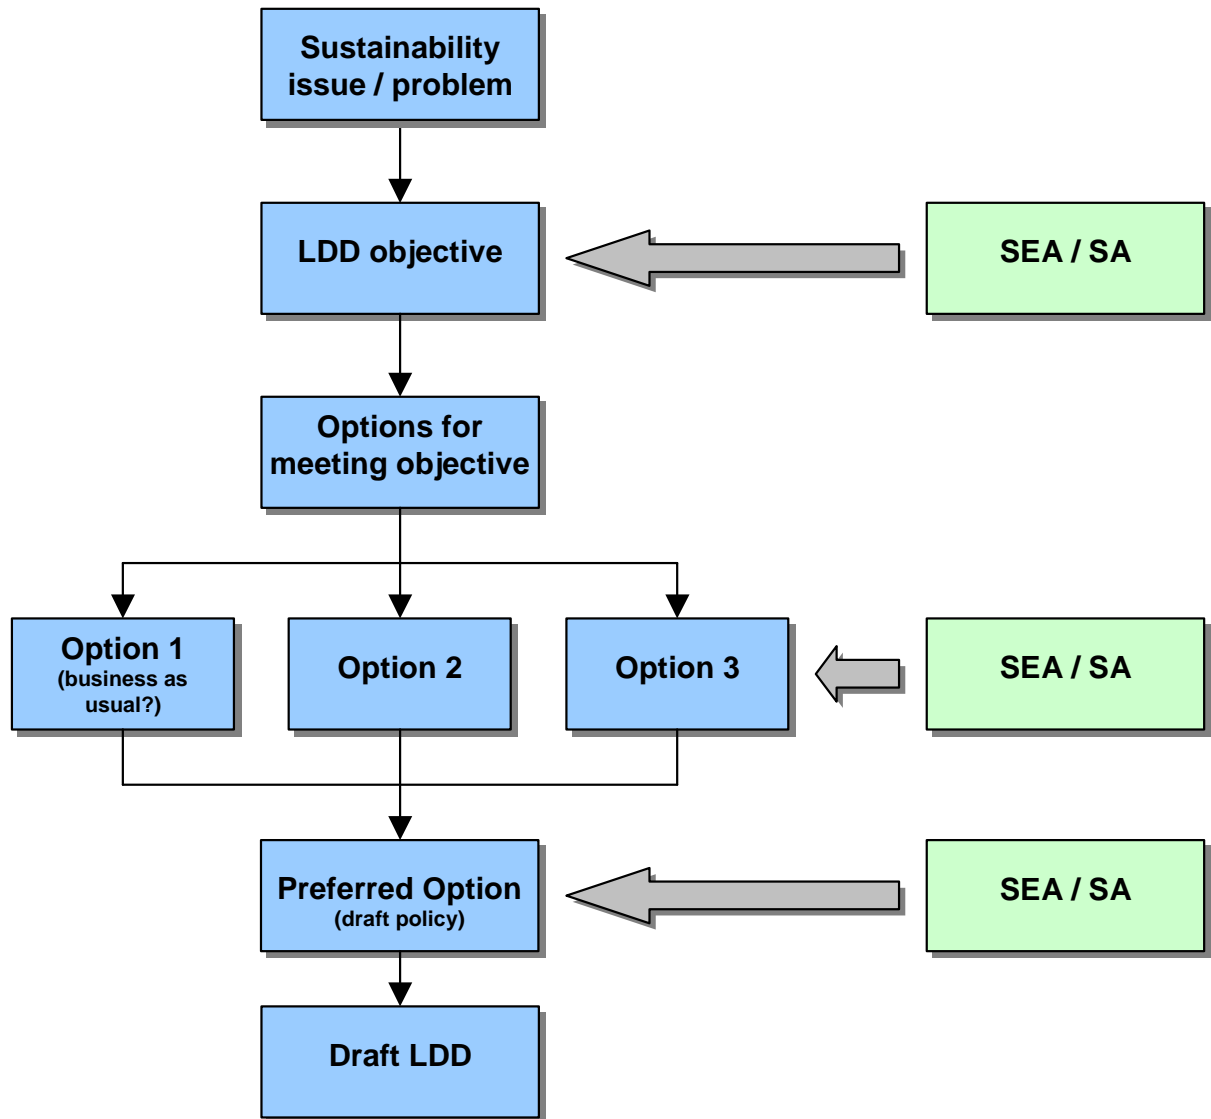 Sustainability
issue / problem
LDD objective
SEA / SA
Options for
meeting objective
Option 1
(business as
usual?)
Option 2
Option 3
SEA / SA
Preferred Option
(draft policy)
SEA / SA
Draft LDD